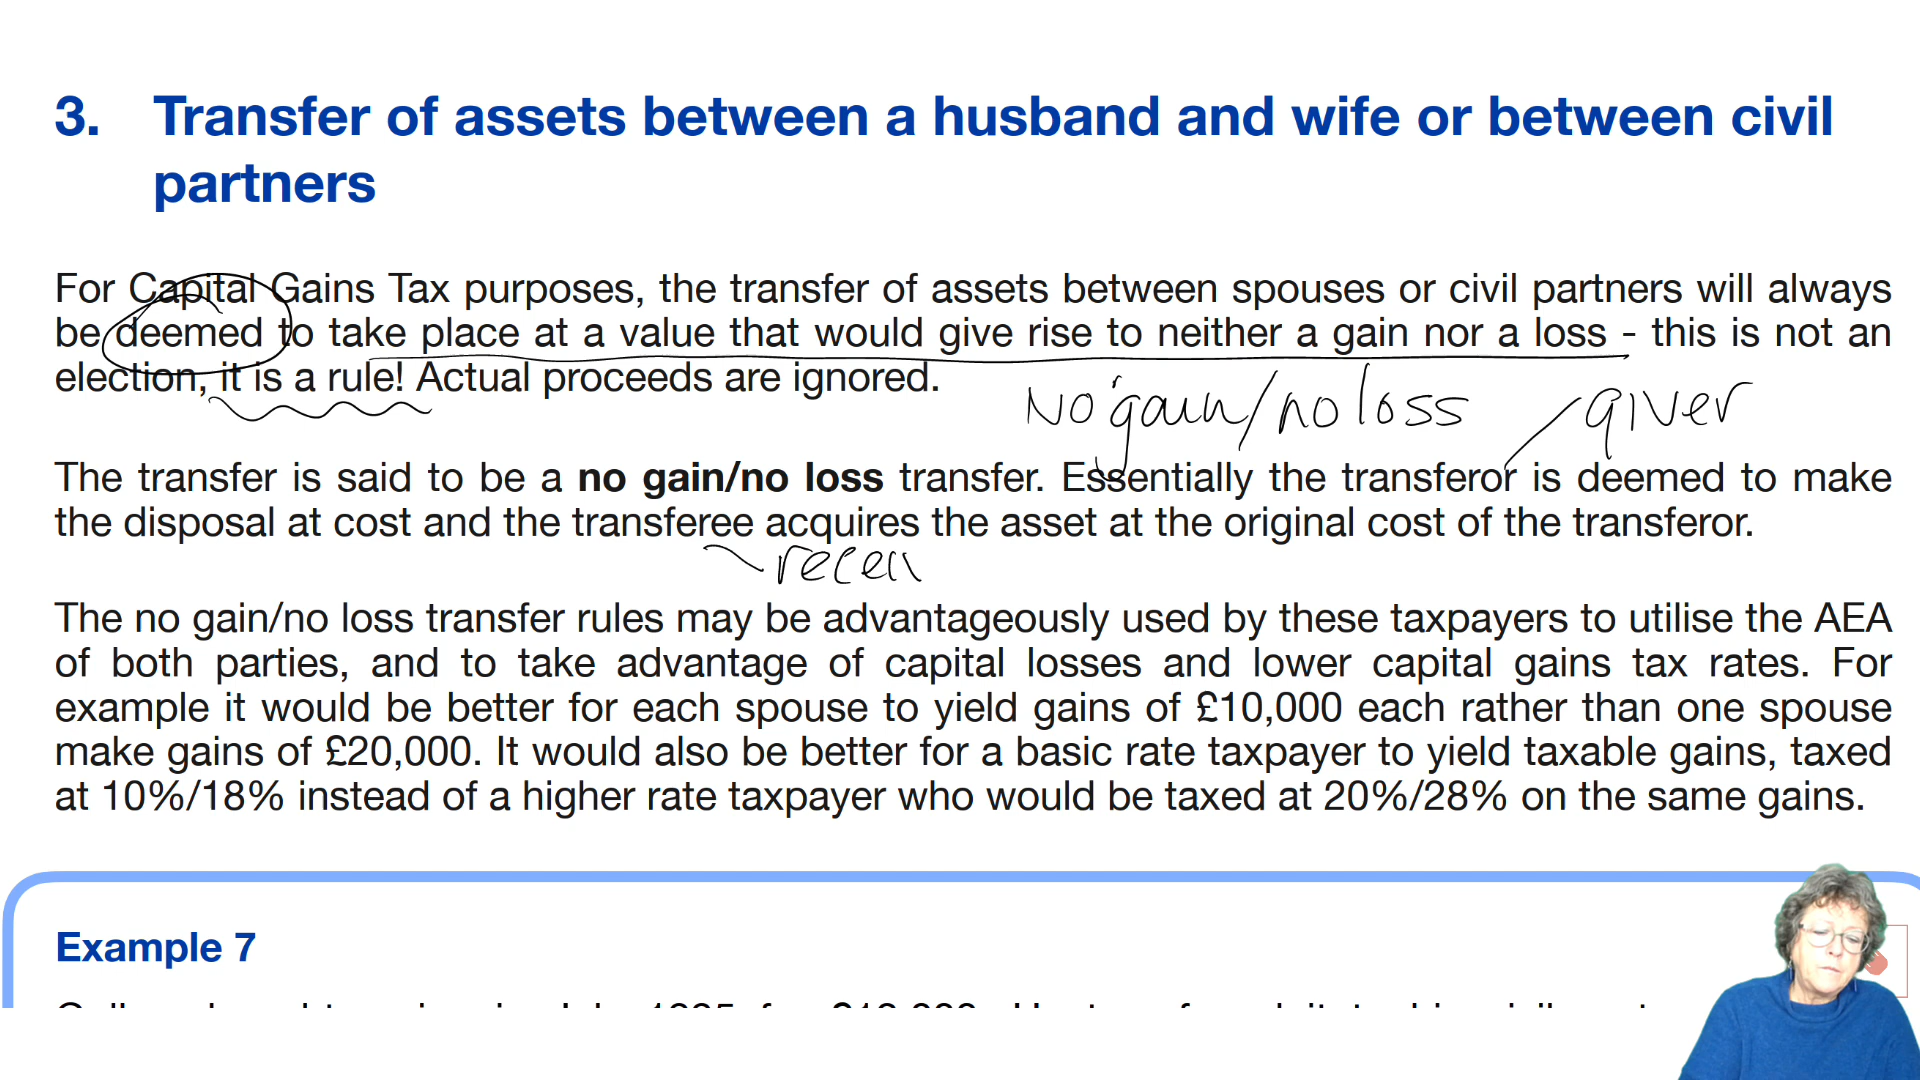 3. Transfer of assets between a husband and wife or between civil
partners
For Capital Gains Tax purposes, the transfer of assets between spouses or civil partners will always
be deemed to take place at a value that would give rise to neither a gain nor a loss - this is not an
election, it is a rule! Actual proceeds are ignored.
No gain/no loss giver
The transfer is said to be a no gain/no loss transfer. Essentially the transferor is deemed to make
the disposal at cost and the transferee acquires the asset at the original cost of the transferor.
The no gain/no loss transfer rules may be advantageously used by these taxpayers to utilise the AEA
of both parties, and to take advantage of capital losses and lower capital gains tax rates. For
example it would be better for each spouse to yield gains of £10,000 each rather than one spouse
make gains of £20,000. It would also be better for a basic rate taxpayer to yield taxable gains, taxed
at 10%/18% instead of a higher rate taxpayer who would be taxed at 20%/28% on the same gains.
Example 7